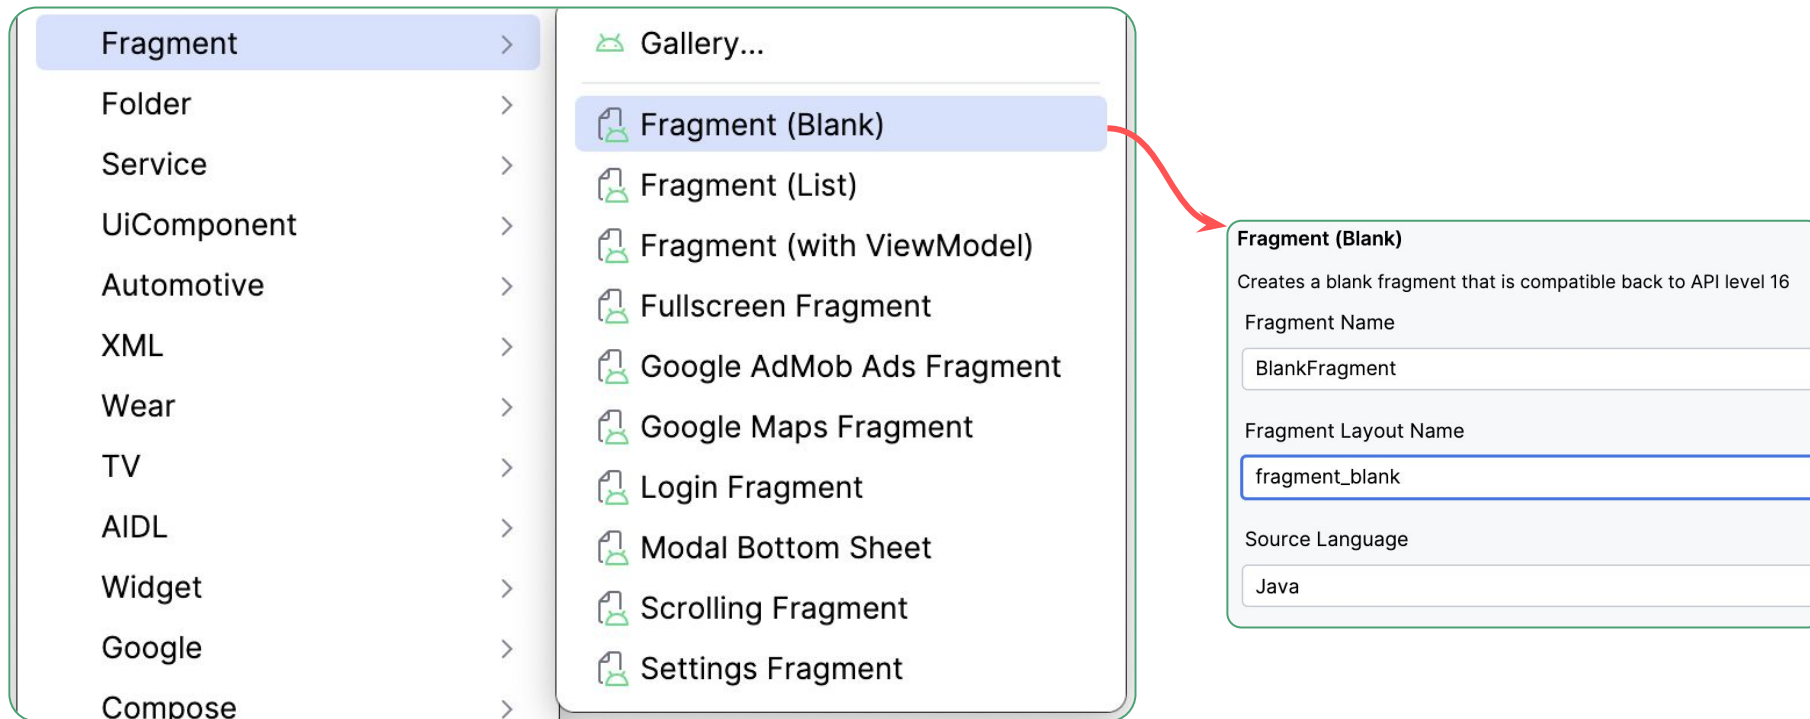 Fragment
Folder
Service
UiComponent
Automotive
XML
Wear
TV
AIDL
Widget
Google
Compose
Gallery...
Fragment (Blank)
Fragment (List)
Fragment (with ViewModel)
Fullscreen Fragment
Google AdMob Ads Fragment
Google Maps Fragment
Login Fragment
Modal Bottom Sheet
Scrolling Fragment
Settings Fragment
Fragment (Blank)
Creates a blank fragment that is compatible back to API level 16
Fragment Name
BlankFragment
Fragment Layout Name
fragment_blank
Source Language
Java